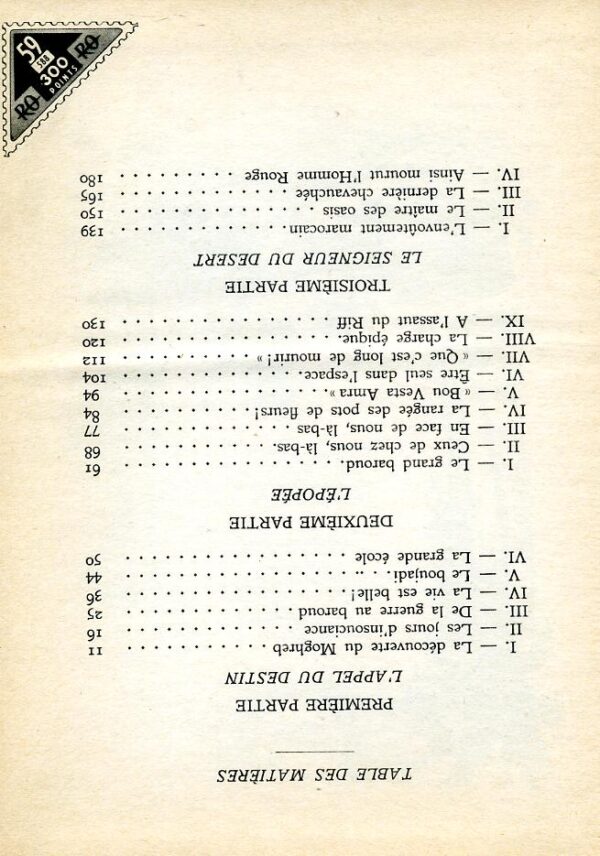 TABLE DES MATIÈRES
PREMIÈRE PARTIE
L'APPEL DU DESTIN
I. — La découverte du Moghreb . . . . . . . . . . . 11
II. — Les jours d'insouciance . . . . . . . . . . . 16
III. — De la guerre au baroud . . . . . . . . . . . 25
IV. — La vie est belle! . . . . . . . . . . . 36
V. — Le boujadi. . . . . . . . . . . . 44
VI. — La grande école . . . . . . . . . . . 50
DEUXIÈME PARTIE
L'ÉPOPÉE
I. — Le grand baroud. . . . . . . . . . . . 61
II. — Ceux de chez nous, là-bas. . . . . . . . . . 68
III. — En face de nous, là-bas . . . . . . . . . . 77
IV. — La rangée des pots de fleurs! . . . . . . . . . 84
V. — « Bou Vesta Amra ». . . . . . . . . . . 94
VI. — Être seul dans l'espace. . . . . . . . . . . 104
VII. — « Que c'est long de mourir! » . . . . . . . . 112
VIII. — La charge épique. . . . . . . . . . . . 120
IX. — A l'assaut du Riff . . . . . . . . . . . 130
TROISIÈME PARTIE
LE SEIGNEUR DU DESERT
I. — L'envoûtement marocain. . . . . . . . . . . 139
II. — Le maître des oasis . . . . . . . . . . . 150
III. — La dernière chevauchée . . . . . . . . . . . 165
IV. — Ainsi mourut l'Homme Rouge . . . . . . . . . 180
59
SBB
RO 300 RO
POINTS